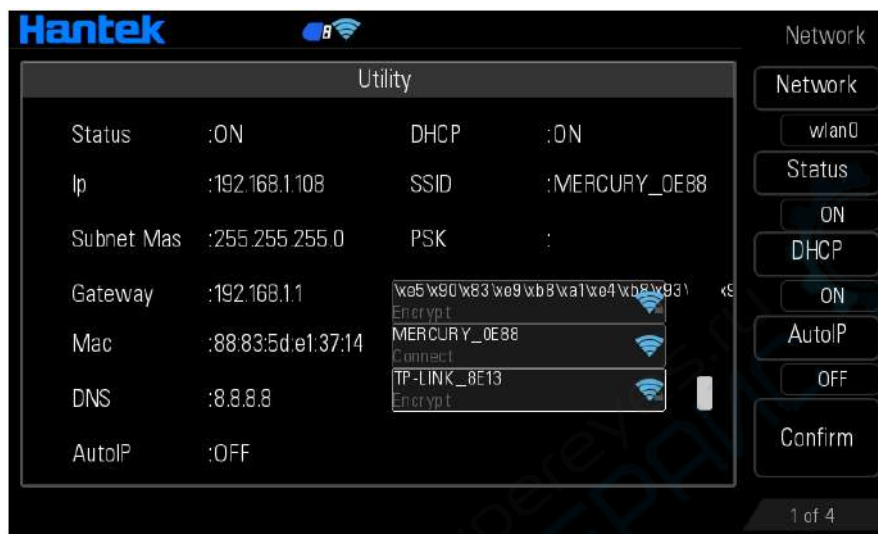 Hantek
Network
Utility
Status :ON DHCP :ON
Ip :192.168.1.108 SSID :MERCURY_0E88
Subnet Mas :255.255.255.0 PSK :
Gateway :192.168.1.1
Mac :88:83:5d:e1:37:14
DNS :8.8.8.8
AutoIP :OFF
\xe5\x90\x83\xe9\xb8\xa1\xe4\xb8\x93\
Encrypt
MERCURY_0E88
Connect
TP-LINK_8E13
Encrypt
Network
wlan0
Status
ON
DHCP
ON
AutoIP
OFF
Confirm
1 of 4